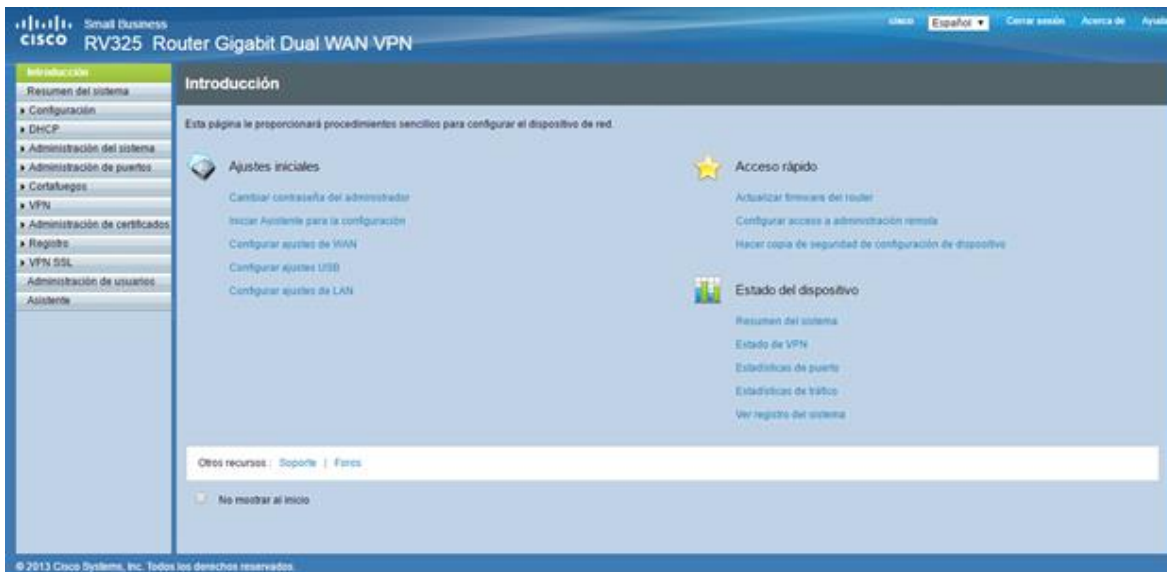 Small Business
CISCO RV325 Router Gigabit Dual WAN VPN
cisco Español Cerrar sesión Acerca de Ayuda
Introducción
Resumen del sistema
Configuración
DHCP
Administración del sistema
Administración de puertos
Cortafuegos
VPN
Administración de certificados
Registro
VPN SSL
Administración de usuarios
Asistente
Introducción
Esta página le proporcionará procedimientos sencillos para configurar el dispositivo de red.
Ajustes iniciales
Cambiar contraseña del administrador
Iniciar Asistente para la configuración
Configurar ajustes de WAN
Configurar ajustes USB
Configurar ajustes de LAN
Acceso rápido
Actualizar firmware del router
Configurar acceso a administración remota
Hacer copia de seguridad de configuración de dispositivo
Estado del dispositivo
Resumen del sistema
Estado de VPN
Estadísticas de puerto
Estadísticas de tráfico
Ver registro del sistema
Otros recursos : Soporte | Foros
No mostrar al inicio
© 2013 Cisco Systems, Inc. Todos los derechos reservados.